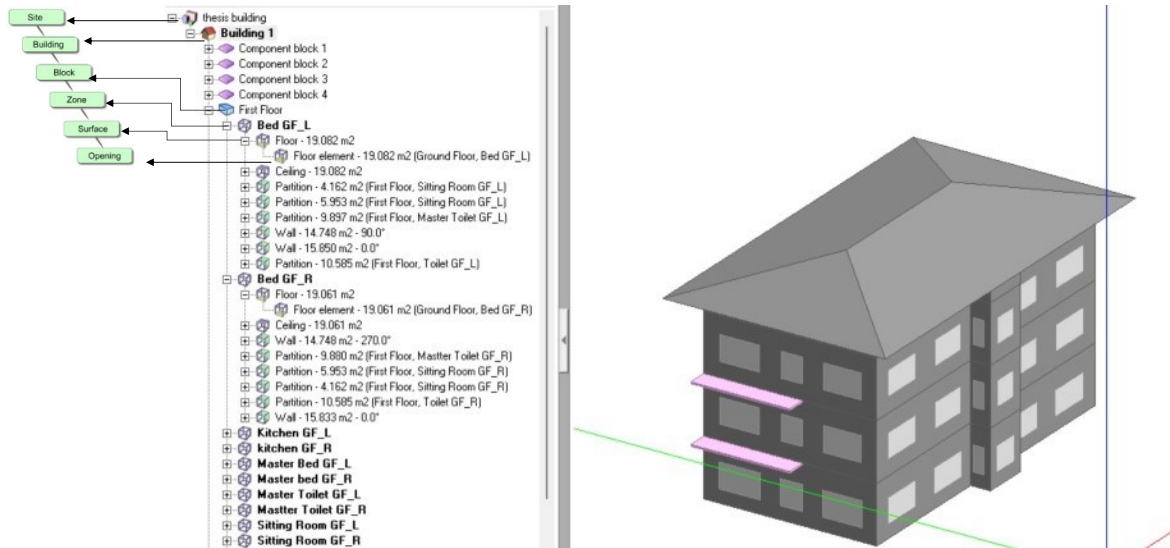 Site
Building
Block
Zone
Surface
Opening
thesis building
Building 1
Component block 1
Component block 2
Component block 3
Component block 4
First Floor
Bed GF_L
Floor - 19.082 m2
Floor element - 19.082 m2 (Ground Floor, Bed GF_L)
Ceiling - 19.082 m2
Partition - 4.162 m2 (First Floor, Sitting Room GF_L)
Partition - 5.953 m2 (First Floor, Sitting Room GF_L)
Partition - 9.897 m2 (First Floor, Master Toilet GF_L)
Wall - 14.748 m2 - 90.0°
Wall - 15.850 m2 - 0.0°
Partition - 10.585 m2 (First Floor, Toilet GF_L)
Bed GF_R
Floor - 19.061 m2
Floor element - 19.061 m2 (Ground Floor, Bed GF_R)
Ceiling - 19.061 m2
Wall - 14.748 m2 - 270.0°
Partition - 9.880 m2 (First Floor, Mastter Toilet GF_R)
Partition - 5.953 m2 (First Floor, Sitting Room GF_R)
Partition - 4.162 m2 (First Floor, Sitting Room GF_R)
Partition - 10.585 m2 (First Floor, Toilet GF_R)
Wall - 15.833 m2 - 0.0°
Kitchen GF_L
kitchen GF_R
Master Bed GF_L
Master bed GF_R
Master Toilet GF_L
Mastter Toilet GF_R
Sitting Room GF_L
Sitting Room GF_R